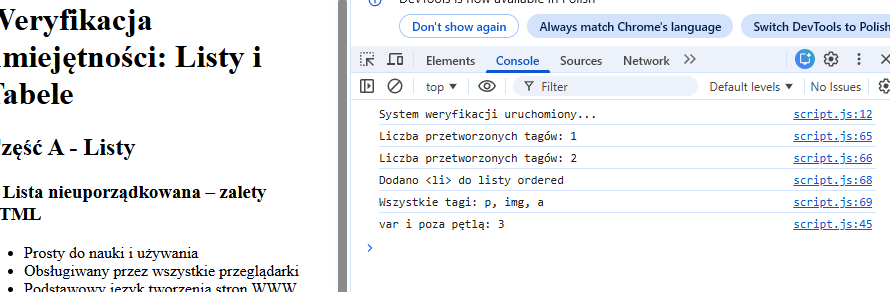 Weryfikacja
umiejętności: Listy i
Tabele
Część A - Listy
Lista nieuporządkowana – zalety
HTML
Prosty do nauki i używania
Obsługiwany przez wszystkie przeglądarki
Podstawowy język tworzenia stron WWW
DevTools is now available in Polish
Don't show again
Always match Chrome's language
Switch DevTools to Polish
Elements
Console
Sources
Network
top
Filter
Default levels
No Issues
System weryfikacji uruchomiony... script.js:12
Liczba przetworzonych tagów: 1 script.js:65
Liczba przetworzonych tagów: 2 script.js:66
Dodano <li> do listy ordered script.js:68
Wszystkie tagi: p, img, a script.js:69
var i poza pętlą: 3 script.js:45